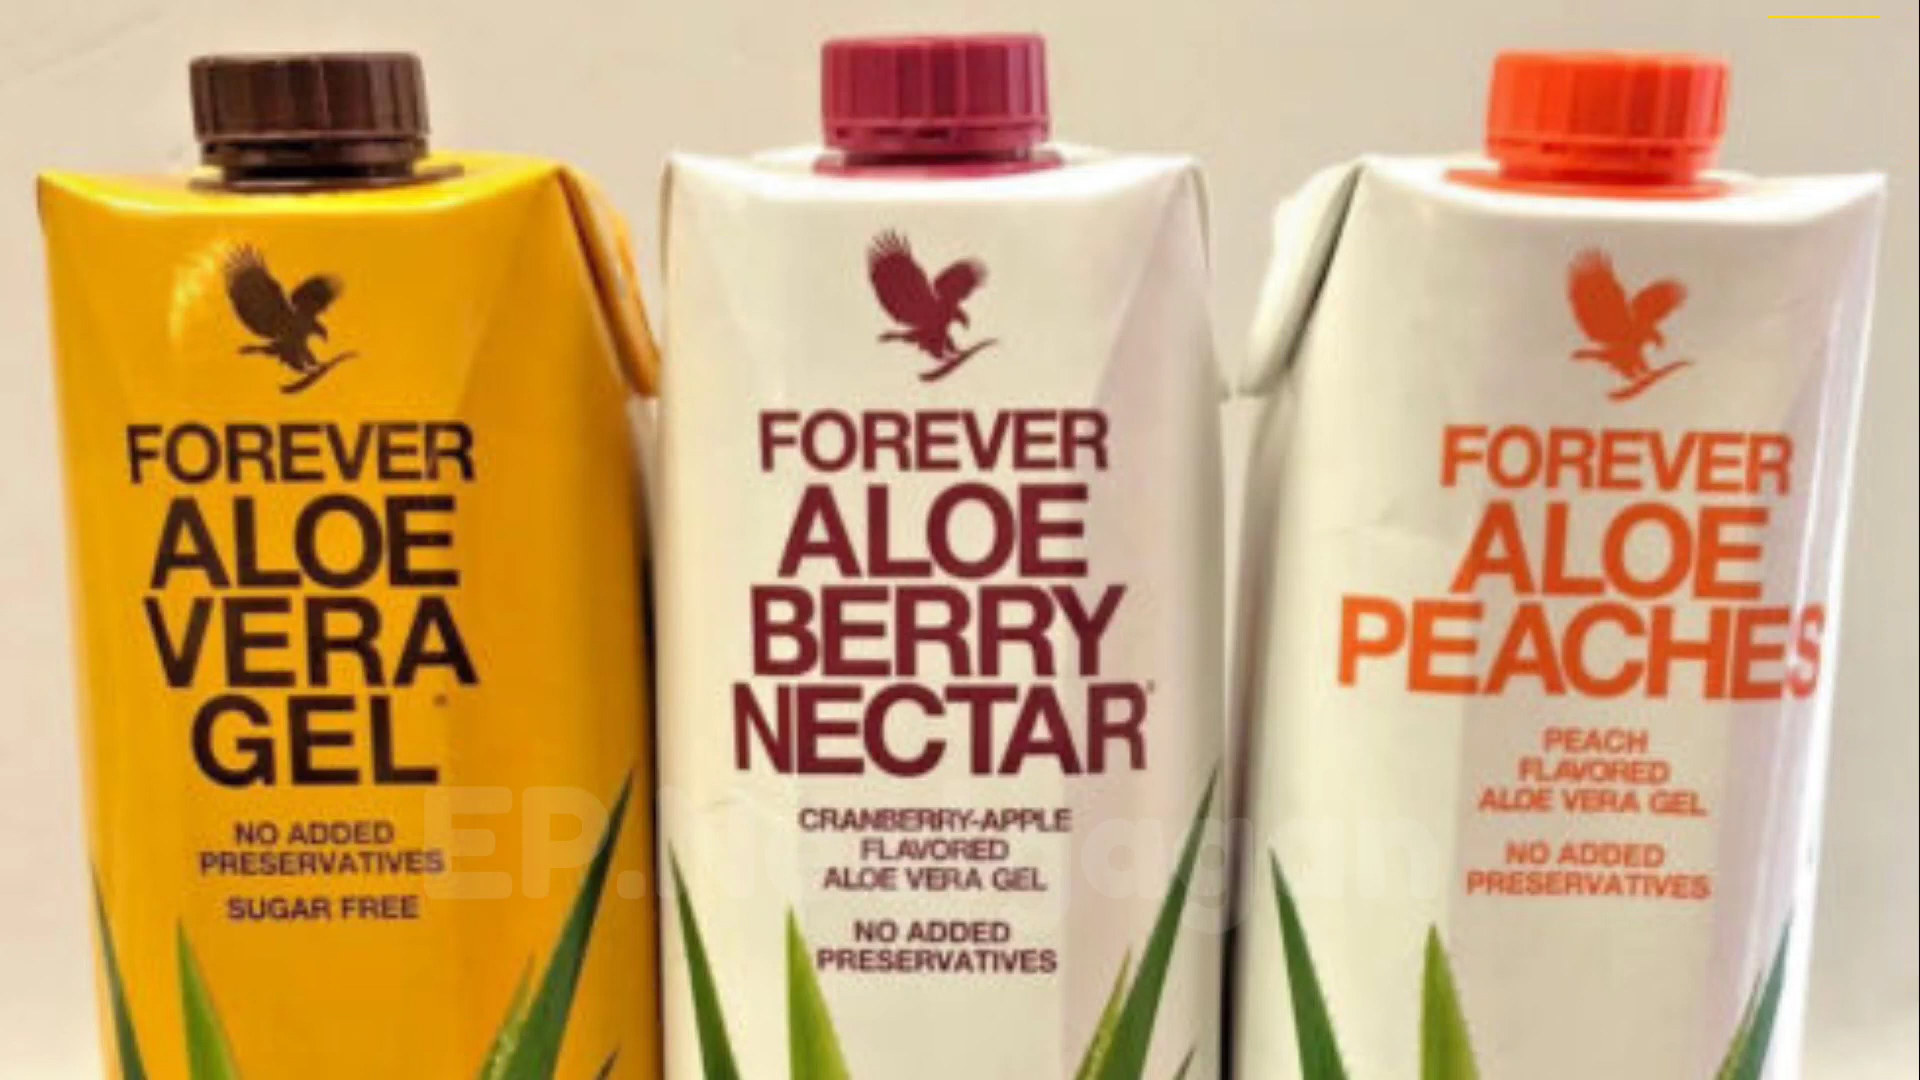 FOREVER
ALOE
VERA
GEL
NO ADDED
PRESERVATIVES
SUGAR FREE
FOREVER
ALOE
BERRY
NECTAR
CRANBERRY-APPLE
FLAVORED
ALOE VERA GEL
NO ADDED
PRESERVATIVES
FOREVER
ALOE
PEACHES
PEACH
FLAVORED
ALOE VERA GEL
NO ADDED
PRESERVATIVES